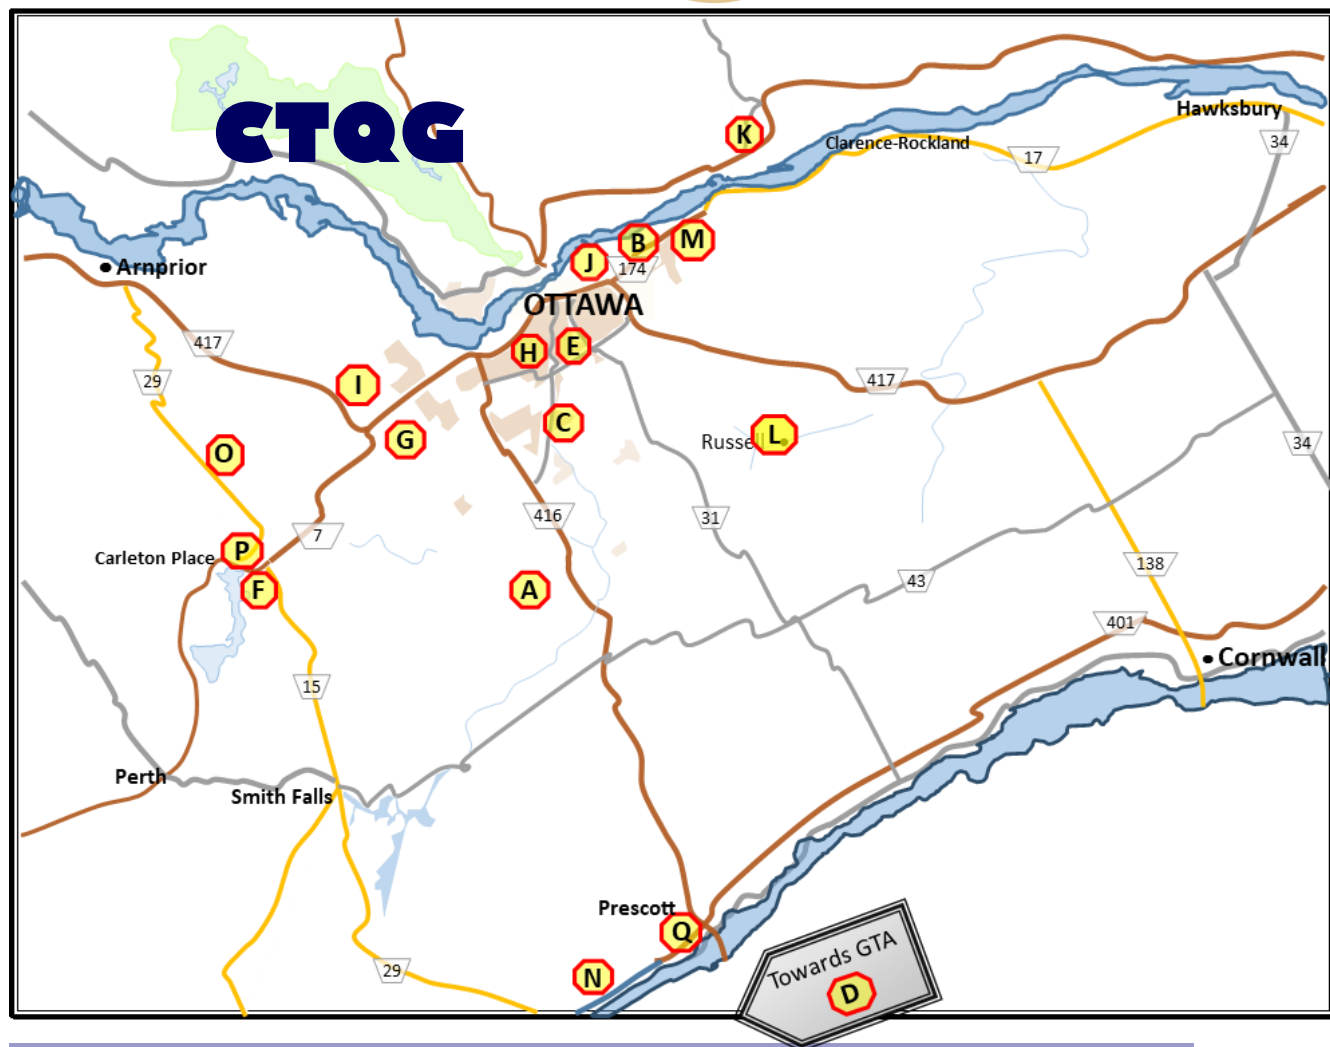 CTQG
K
Hawksbury
Clarence-Rockland
34
17
B
M
J
174
Arnprior
OTTAWA
417
H
E
29
I
417
C
G
Russell
L
O
34
416
31
7
P
Carleton Place
138
43
F
A
401
Cornwall
15
Perth
Smith Falls
Prescott
Q
Towards GTA
29
N
D